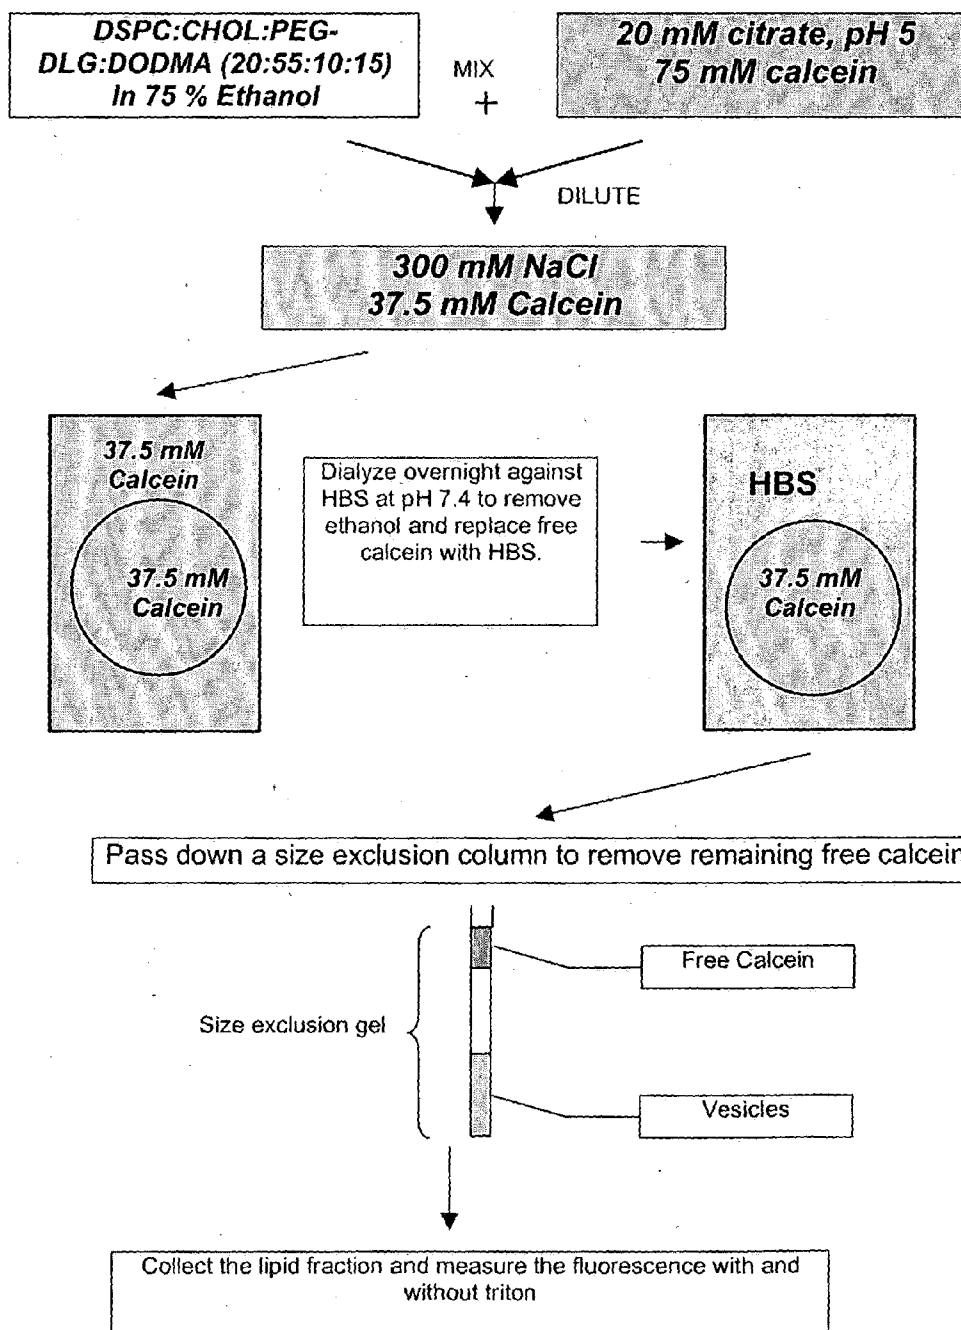 DSPC:CHOL:PEG-
DLG:DODMA (20:55:10:15)
In 75 % Ethanol
MIX
+
20 mM citrate, pH 5
75 mM calcein
DILUTE
300 mM NaCl
37.5 mM Calcein
37.5 mM
Calcein
37.5 mM
Calcein
Dialyze overnight against
HBS at pH 7.4 to remove
ethanol and replace free
calcein with HBS.
HBS
37.5 mM
Calcein
Pass down a size exclusion column to remove remaining free calcein
Free Calcein
Size exclusion gel
Vesicles
Collect the lipid fraction and measure the fluorescence with and
without triton